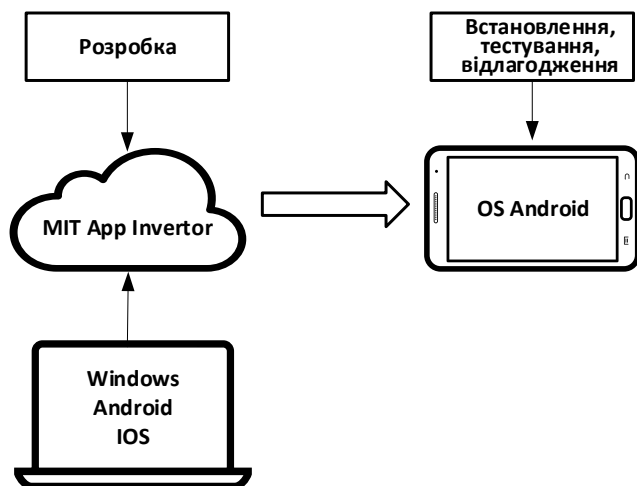 Розробка
Встановлення,
тестування,
відлагодження
MIT App Invertor
OS Android
Windows
Android
IOS